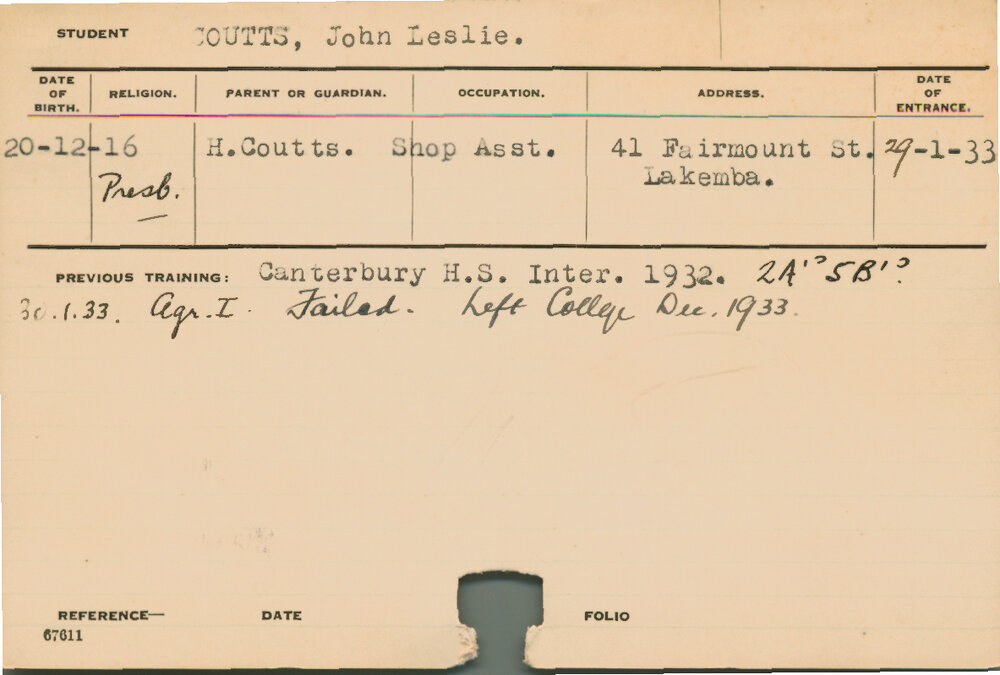 STUDENT COUTTS, John Leslie.
DATE OF BIRTH. RELIGION. PARENT OR GUARDIAN. OCCUPATION. ADDRESS. DATE OF ENTRANCE.
20-12-16 H.Coutts. Shop Asst. 41 Fairmount St. 29-1-33
Presb. Lakemba.
PREVIOUS TRAINING: Canterbury H.S. Inter. 1932. 2A's 5B's.
30.1.33. Agr. I. Failed. Left College Dec. 1933.
REFERENCE— DATE FOLIO
67611